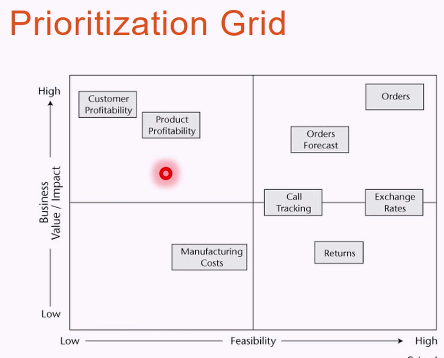 Prioritization Grid
High
Customer
Profitability
Product
Profitability
Orders
Orders
Forecast
Business
Value / Impact
Call
Tracking
Exchange
Rates
Manufacturing
Costs
Returns
Low
Low
Feasibility
High